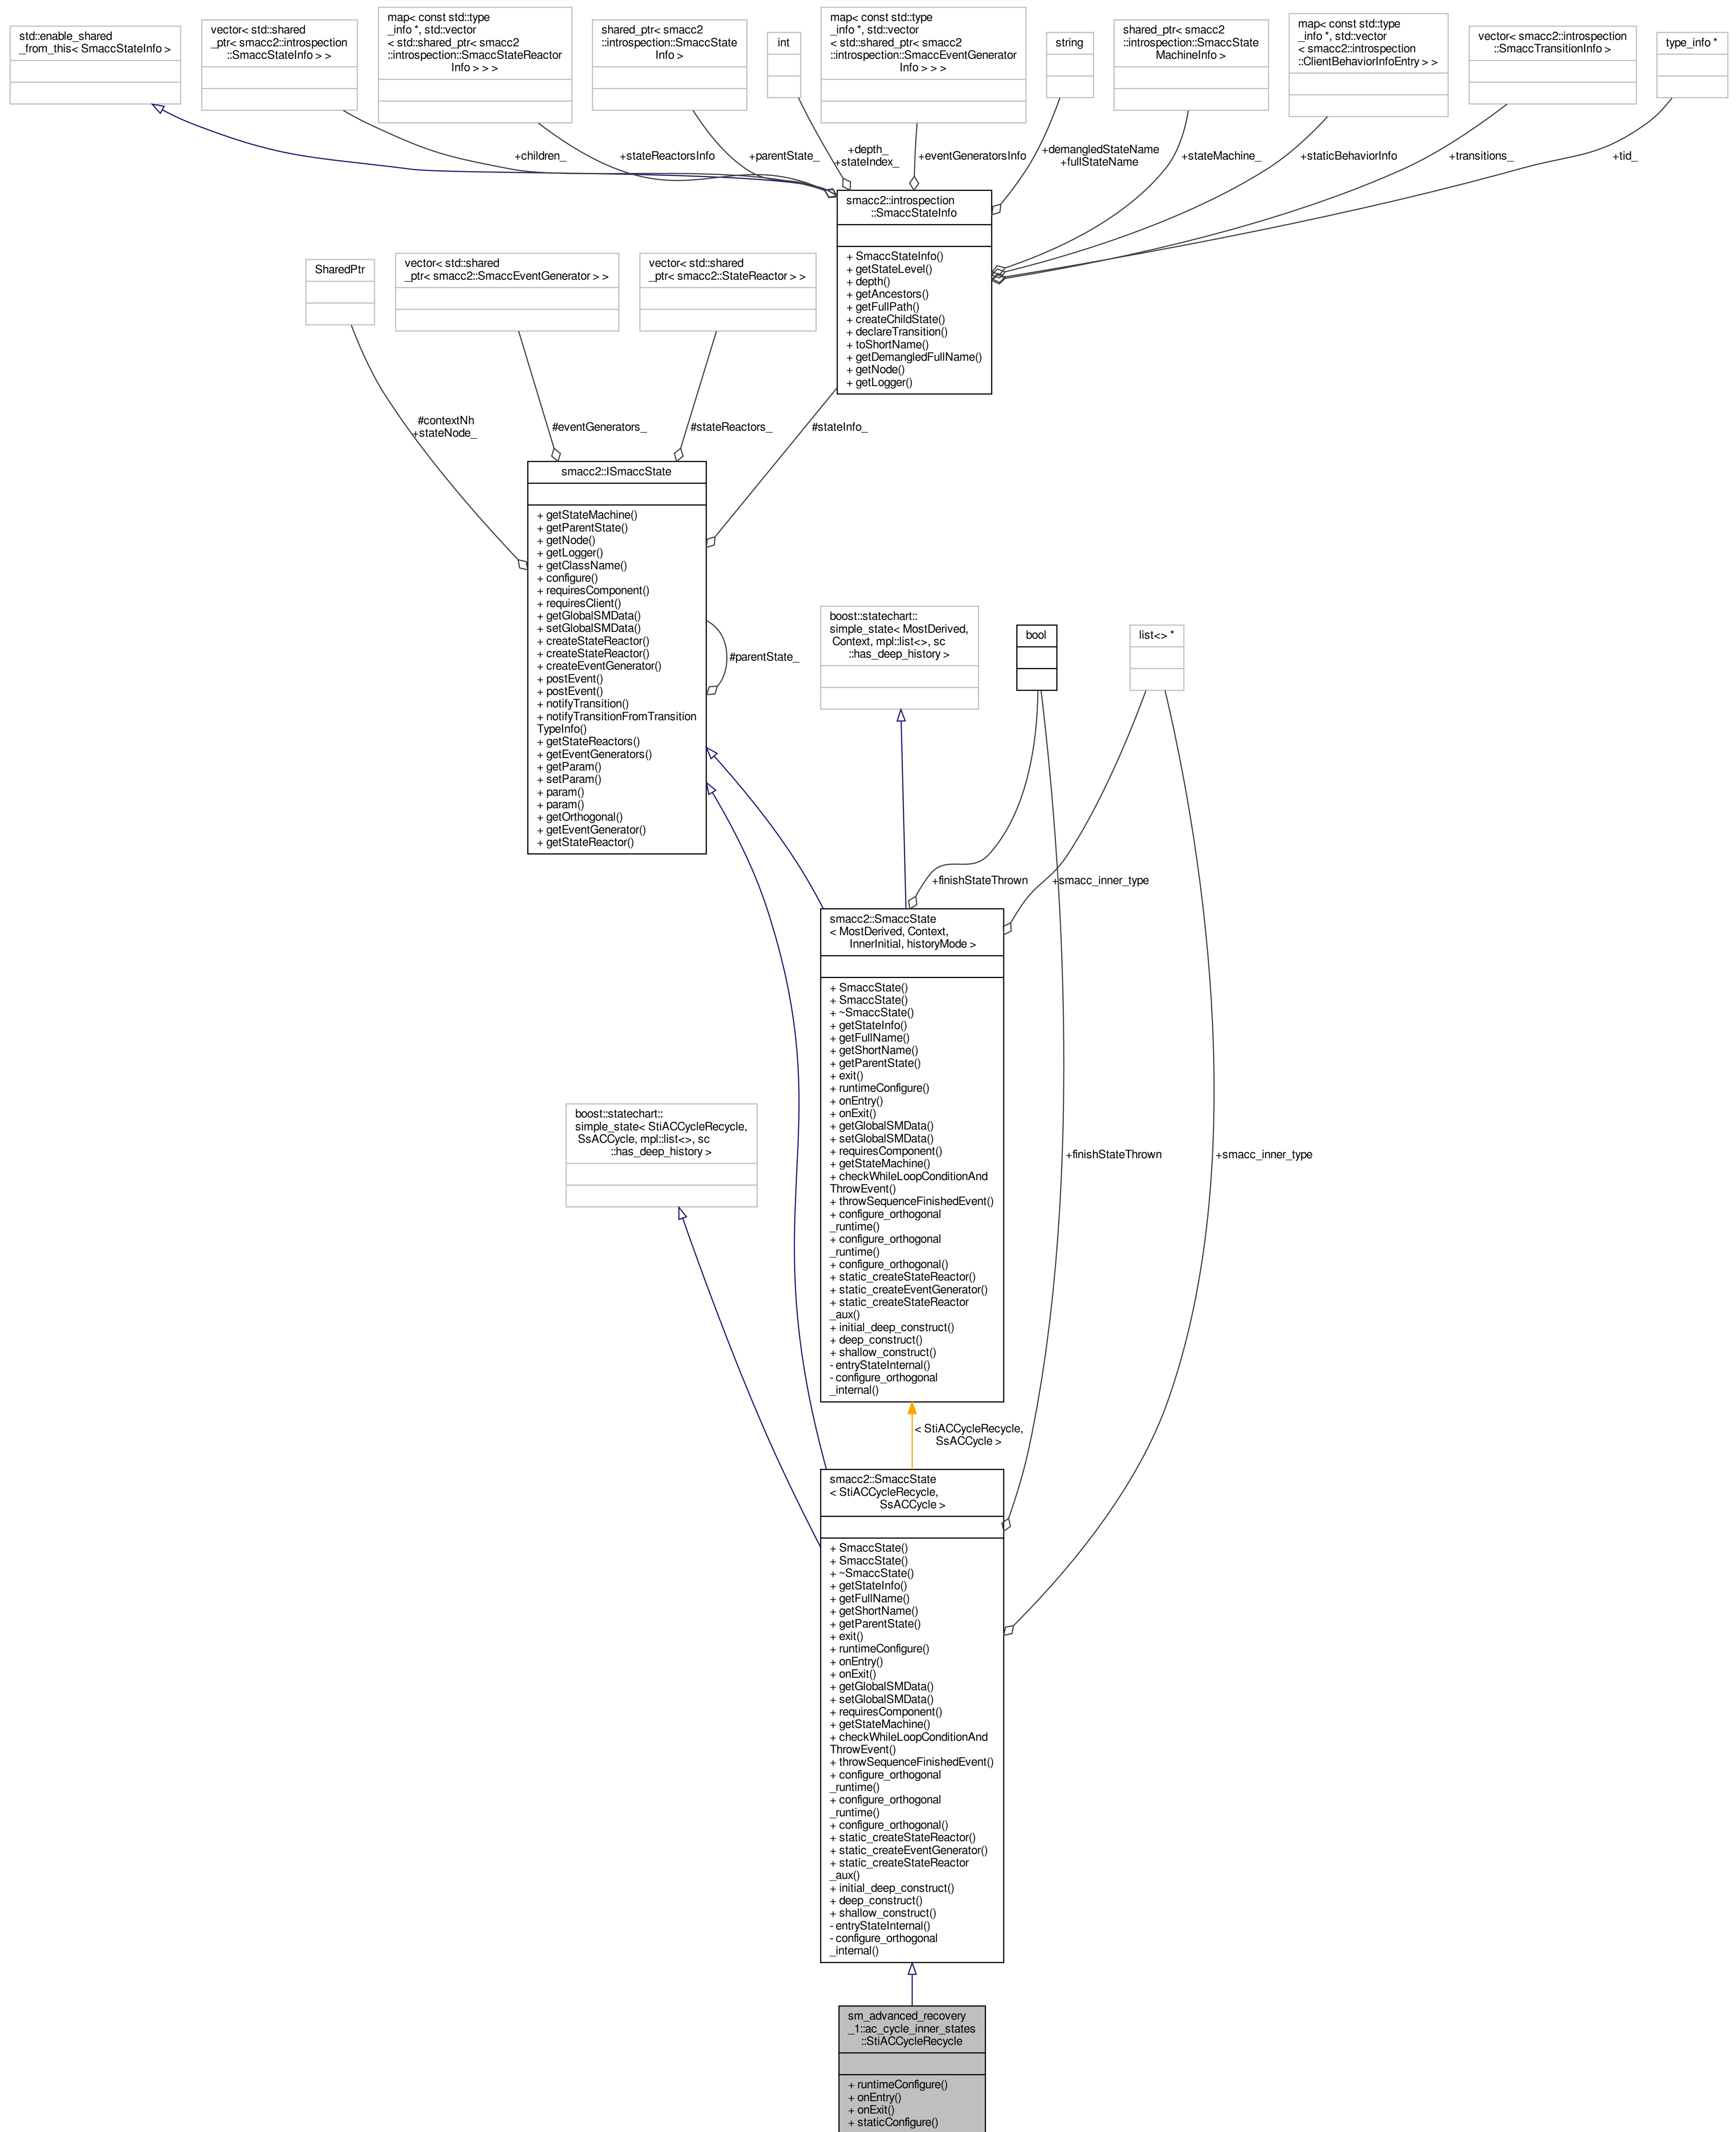 std::enable_shared
_from_this< SmaccStateInfo >
vector< std::shared
_ptr< smacc2::introspection
::SmaccStateInfo > >
map< const std::type
_info *, std::vector
< std::shared_ptr< smacc2
::introspection::SmaccStateReactor
Info > > >
shared_ptr< smacc2
::introspection::SmaccState
Info >
int
map< const std::type
_info *, std::vector
< std::shared_ptr< smacc2
::introspection::SmaccEventGenerator
Info > > >
string
shared_ptr< smacc2
::introspection::SmaccState
MachineInfo >
map< const std::type
_info *, std::vector
< smacc2::introspection
::ClientBehaviorInfoEntry > >
vector< smacc2::introspection
::SmaccTransitionInfo >
type_info *
+children_
+stateReactorsInfo
+parentState_
+depth_
+stateIndex_
+eventGeneratorsInfo
+demangledStateName
+fullStateName
+stateMachine_
+staticBehaviorInfo
+transitions_
+tid_
smacc2::introspection
::SmaccStateInfo
+ SmaccStateInfo()
+ getStateLevel()
+ depth()
+ getAncestors()
+ getFullPath()
+ createChildState()
+ declareTransition()
+ toShortName()
+ getDemangledFullName()
+ getNode()
+ getLogger()
SharedPtr
vector< std::shared
_ptr< smacc2::SmaccEventGenerator > >
vector< std::shared
_ptr< smacc2::StateReactor > >
#contextNh
+stateNode_
#eventGenerators_
#stateReactors_
#stateInfo_
smacc2::ISmaccState
+ getStateMachine()
+ getParentState()
+ getNode()
+ getLogger()
+ getClassName()
+ configure()
+ requiresComponent()
+ requiresClient()
+ getGlobalSMData()
+ setGlobalSMData()
+ createStateReactor()
+ createStateReactor()
+ createEventGenerator()
+ postEvent()
+ postEvent()
+ notifyTransition()
+ notifyTransitionFromTransition
TypeInfo()
+ getStateReactors()
+ getEventGenerators()
+ getParam()
+ setParam()
+ param()
+ param()
+ getOrthogonal()
+ getEventGenerator()
+ getStateReactor()
#parentState_
boost::statechart::
simple_state< MostDerived,
Context, mpl::list<>, sc
::has_deep_history >
bool
list<> *
+finishStateThrown
+smacc_inner_type
smacc2::SmaccState
< MostDerived, Context,
InnerInitial, historyMode >
+ SmaccState()
+ SmaccState()
+ ~SmaccState()
+ getStateInfo()
+ getFullName()
+ getShortName()
+ getParentState()
+ exit()
+ runtimeConfigure()
+ onEntry()
+ onExit()
+ getGlobalSMData()
+ setGlobalSMData()
+ requiresComponent()
+ getStateMachine()
+ checkWhileLoopConditionAnd
ThrowEvent()
+ throwSequenceFinishedEvent()
+ configure_orthogonal
_runtime()
+ configure_orthogonal
_runtime()
+ configure_orthogonal()
+ static_createStateReactor()
+ static_createEventGenerator()
+ static_createStateReactor
_aux()
+ initial_deep_construct()
+ deep_construct()
+ shallow_construct()
- entryStateInternal()
- configure_orthogonal
_internal()
boost::statechart::
simple_state< StiACCycleRecycle,
SsACCycle, mpl::list<>, sc
::has_deep_history >
+finishStateThrown
+smacc_inner_type
< StiACCycleRecycle,
SsACCycle >
smacc2::SmaccState
< StiACCycleRecycle,
SsACCycle >
+ SmaccState()
+ SmaccState()
+ ~SmaccState()
+ getStateInfo()
+ getFullName()
+ getShortName()
+ getParentState()
+ exit()
+ runtimeConfigure()
+ onEntry()
+ onExit()
+ getGlobalSMData()
+ setGlobalSMData()
+ requiresComponent()
+ getStateMachine()
+ checkWhileLoopConditionAnd
ThrowEvent()
+ throwSequenceFinishedEvent()
+ configure_orthogonal
_runtime()
+ configure_orthogonal
_runtime()
+ configure_orthogonal()
+ static_createStateReactor()
+ static_createEventGenerator()
+ static_createStateReactor
_aux()
+ initial_deep_construct()
+ deep_construct()
+ shallow_construct()
- entryStateInternal()
- configure_orthogonal
_internal()
sm_advanced_recovery
_1::ac_cycle_inner_states
::StiACCycleRecycle
+ runtimeConfigure()
+ onEntry()
+ onExit()
+ staticConfigure()